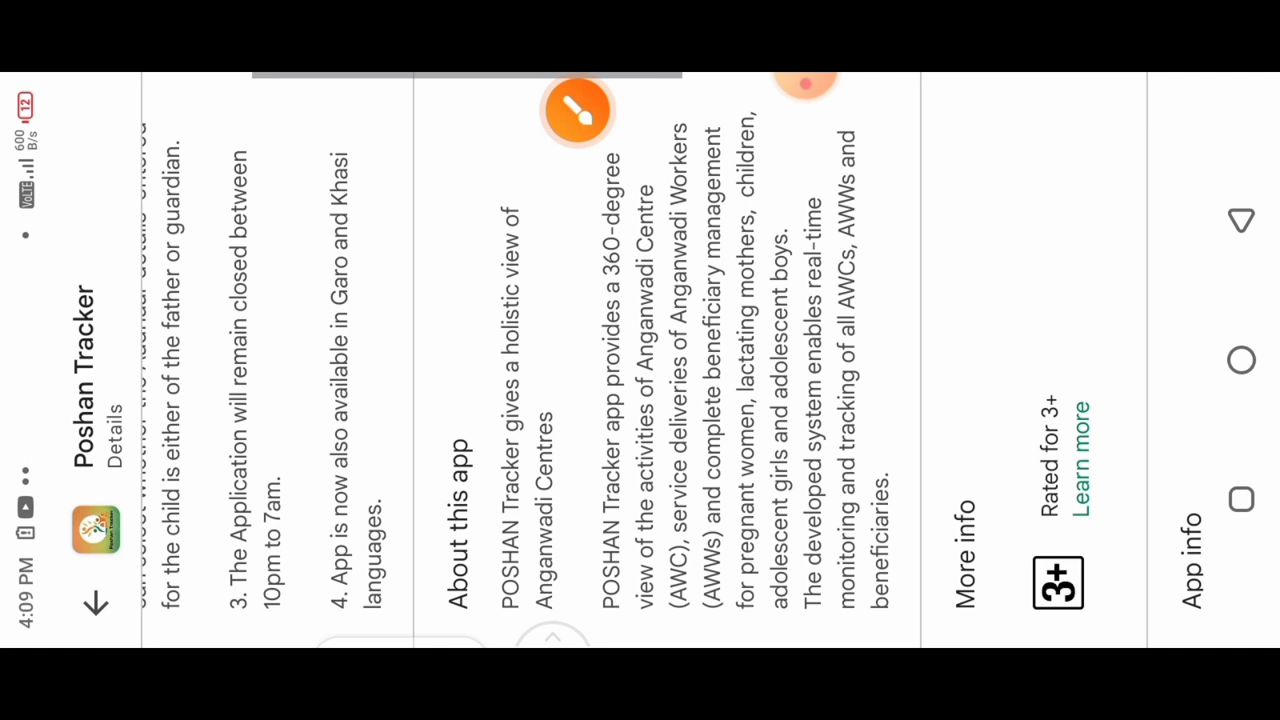 4:09 PM
VoLTE
600
B/s
12
Poshan Tracker
Details
for the child is either of the father or guardian.
3. The Application will remain closed between
10pm to 7am.
4. App is now also available in Garo and Khasi
languages.
About this app
POSHAN Tracker gives a holistic view of
Anganwadi Centres
POSHAN Tracker app provides a 360-degree
view of the activities of Anganwadi Centre
(AWC), service deliveries of Anganwadi Workers
(AWWs) and complete beneficiary management
for pregnant women, lactating mothers, children,
adolescent girls and adolescent boys.
The developed system enables real-time
monitoring and tracking of all AWCs, AWWs and
beneficiaries.
More info
3+
Rated for 3+
Learn more
App info